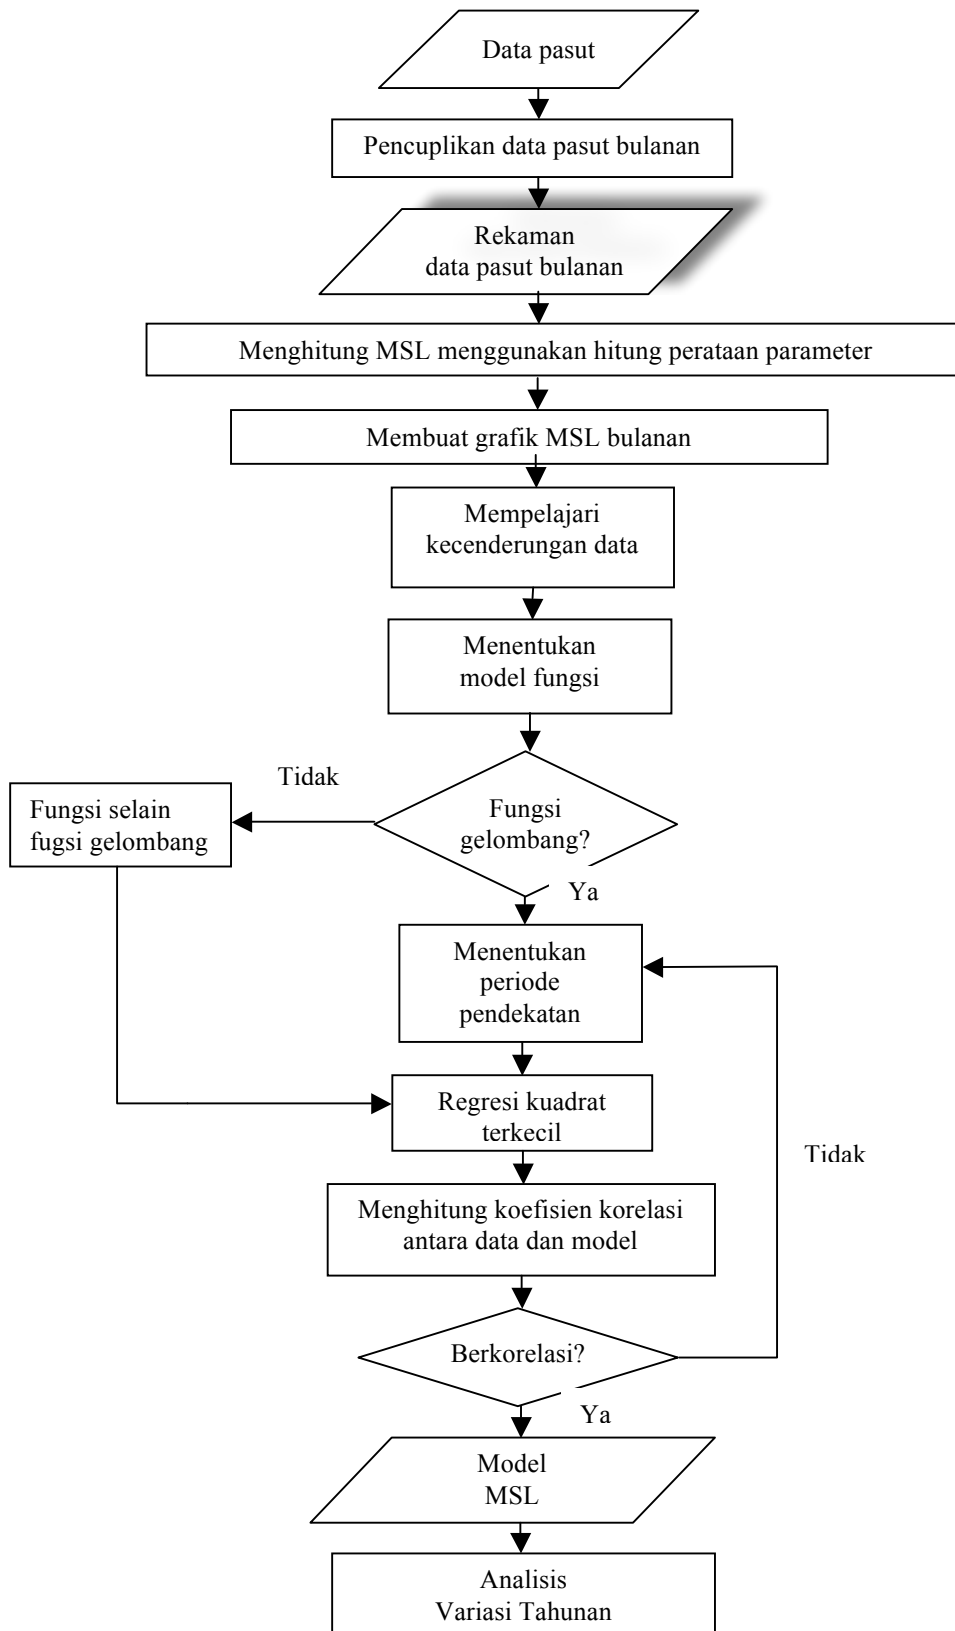 Data pasut
Pencuplikan data pasut bulanan
Rekaman
data pasut bulanan
Menghitung MSL menggunakan hitung perataan parameter
Membuat grafik MSL bulanan
Mempelajari
kecenderungan data
Menentukan
model fungsi
Tidak
Fungsi
gelombang?
Fungsi selain
fugsi gelombang
Ya
Menentukan
periode
pendekatan
Regresi kuadrat
terkecil
Tidak
Menghitung koefisien korelasi
antara data dan model
Berkorelasi?
Ya
Model
MSL
Analisis
Variasi Tahunan